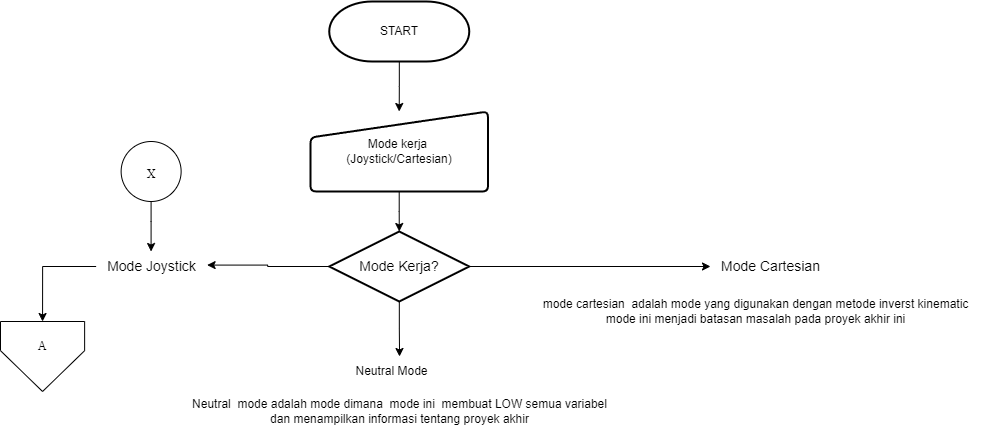 START
Mode kerja
(Joystick/Cartesian)
X
Mode Joystick
Mode Kerja?
Mode Cartesian
mode cartesian adalah mode yang digunakan dengan metode inverst kinematic
mode ini menjadi batasan masalah pada proyek akhir ini
A
Neutral Mode
Neutral mode adalah mode dimana mode ini membuat LOW semua variabel
dan menampilkan informasi tentang proyek akhir